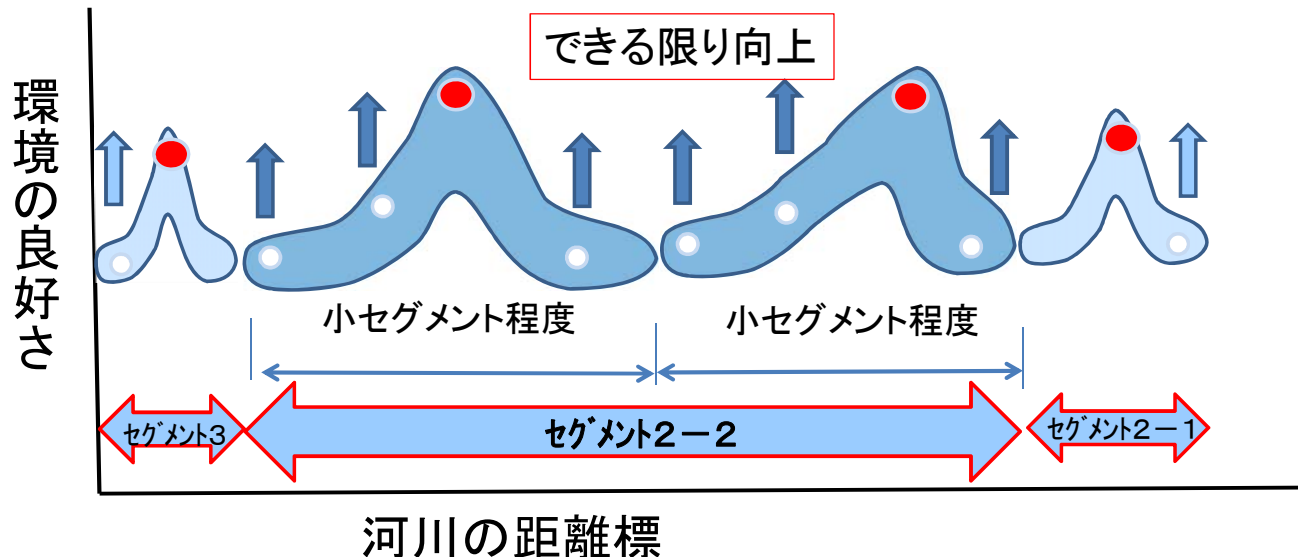 できる限り向上
環境の良好さ
小セグメント程度
小セグメント程度
ｾｸﾞﾒﾝﾄ3
ｾｸﾞﾒﾝﾄ２－２
ｾｸﾞﾒﾝﾄ２－１
河川の距離標